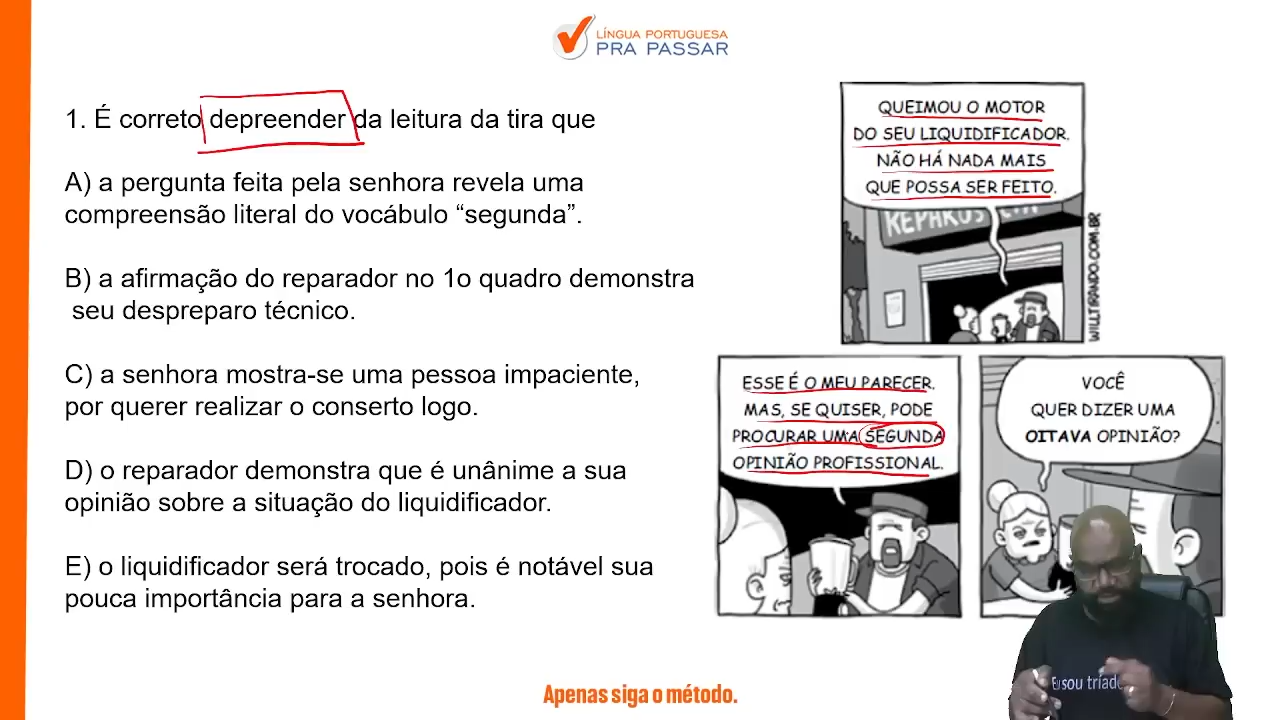 LÍNGUA PORTUGUESA
PRA PASSAR
1. É correto depreender da leitura da tira que
A) a pergunta feita pela senhora revela uma
compreensão literal do vocábulo “segunda”.
B) a afirmação do reparador no 1o quadro demonstra
seu despreparo técnico.
C) a senhora mostra-se uma pessoa impaciente,
por querer realizar o conserto logo.
D) o reparador demonstra que é unânime a sua
opinião sobre a situação do liquidificador.
E) o liquidificador será trocado, pois é notável sua
pouca importância para a senhora.
QUEIMOU O MOTOR
DO SEU LIQUIDIFICADOR.
NÃO HÁ NADA MAIS
QUE POSSA SER FEITO.
WILLTIRANDO.COM.BR
ESSE É O MEU PARECER.
MAS, SE QUISER, PODE
PROCURAR UMA SEGUNDA
OPINIÃO PROFISSIONAL.
VOCÊ
QUER DIZER UMA
OITAVA OPINIÃO?
Eu sou tríade
Apenas siga o método.